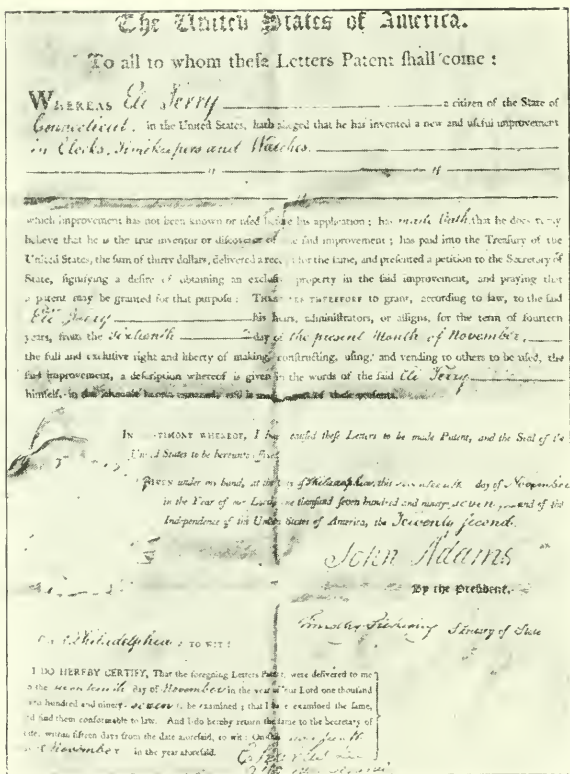 The United States of America.
To all to whom theſe Letters Patent ſhall come:
WHEREAS Eli Terry a citizen of the State of
Connecticut, in the United States, hath alleged that he has invented a new and uſeful improvement
in Clocks, Timekeepers and Watches.
which improvement has not been known or uſed before his application; has made Oath that he does verily
believe that he is the true inventor or diſcoverer of the ſaid improvement; has paid into the Treaſury of the
United States, the ſum of thirty dollars, delivered a receipt for the ſame, and preſented a petition to the Secretary of
State, ſignifying a deſire of obtaining an excluſive property in the ſaid improvement, and praying that
a patent may be granted for that purpoſe: THESE ARE THEREFORE to grant, according to law, to the ſaid
Eli Terry his heirs, adminiſtrators, or aſſigns, for the term of fourteen
years, from the Sixteenth day of the present Month of November,
the full and excluſive right and liberty of making, conſtructing, uſing, and vending to others to be uſed, the
ſaid improvement, a deſcription whereof is given in the words of the ſaid Eli Terry
himſelf, in the ſchedule hereto annexed, and is made part of theſe preſents.
IN TESTIMONY WHEREOF, I have cauſed theſe Letters to be made Patent, and the Seal of the
United States to be hereunto affixed
GIVEN under my hand, at the City of Philadelphia, this day of November
in the Year of our Lord, one thouſand ſeven hundred and ninety seven and of the
Independence of the United States of America, the Twenty ſecond.
John Adams
By the Preſident,
Timothy Pickering Secretary of State
City of Philadelphia, TO WIT:
I DO HEREBY CERTIFY, That the foregoing Letters Patent, were delivered to me
on the day of November in the year of our Lord one thouſand
ſeven hundred and ninety seven to be examined; that I have examined the ſame,
and find them conformable to law. And I do hereby return the ſame to the Secretary of
State, within fifteen days from the date aforeſaid, to wit: On this
of November in the year aforeſaid.